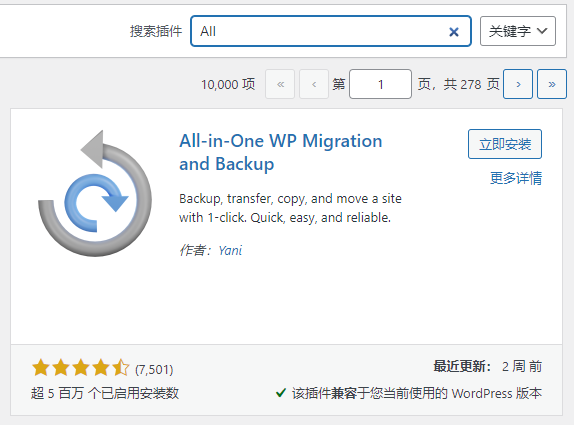 搜索插件 All × 关键字
10,000 项 « ‹ 第 1 页，共 278 页 › »
All-in-One WP Migration
and Backup
立即安装
更多详情
Backup, transfer, copy, and move a site
with 1-click. Quick, easy, and reliable.
作者：Yani
(7,501)
最近更新： 2 周 前
超 5 百万 个已启用安装数
该插件兼容于您当前使用的 WordPress 版本